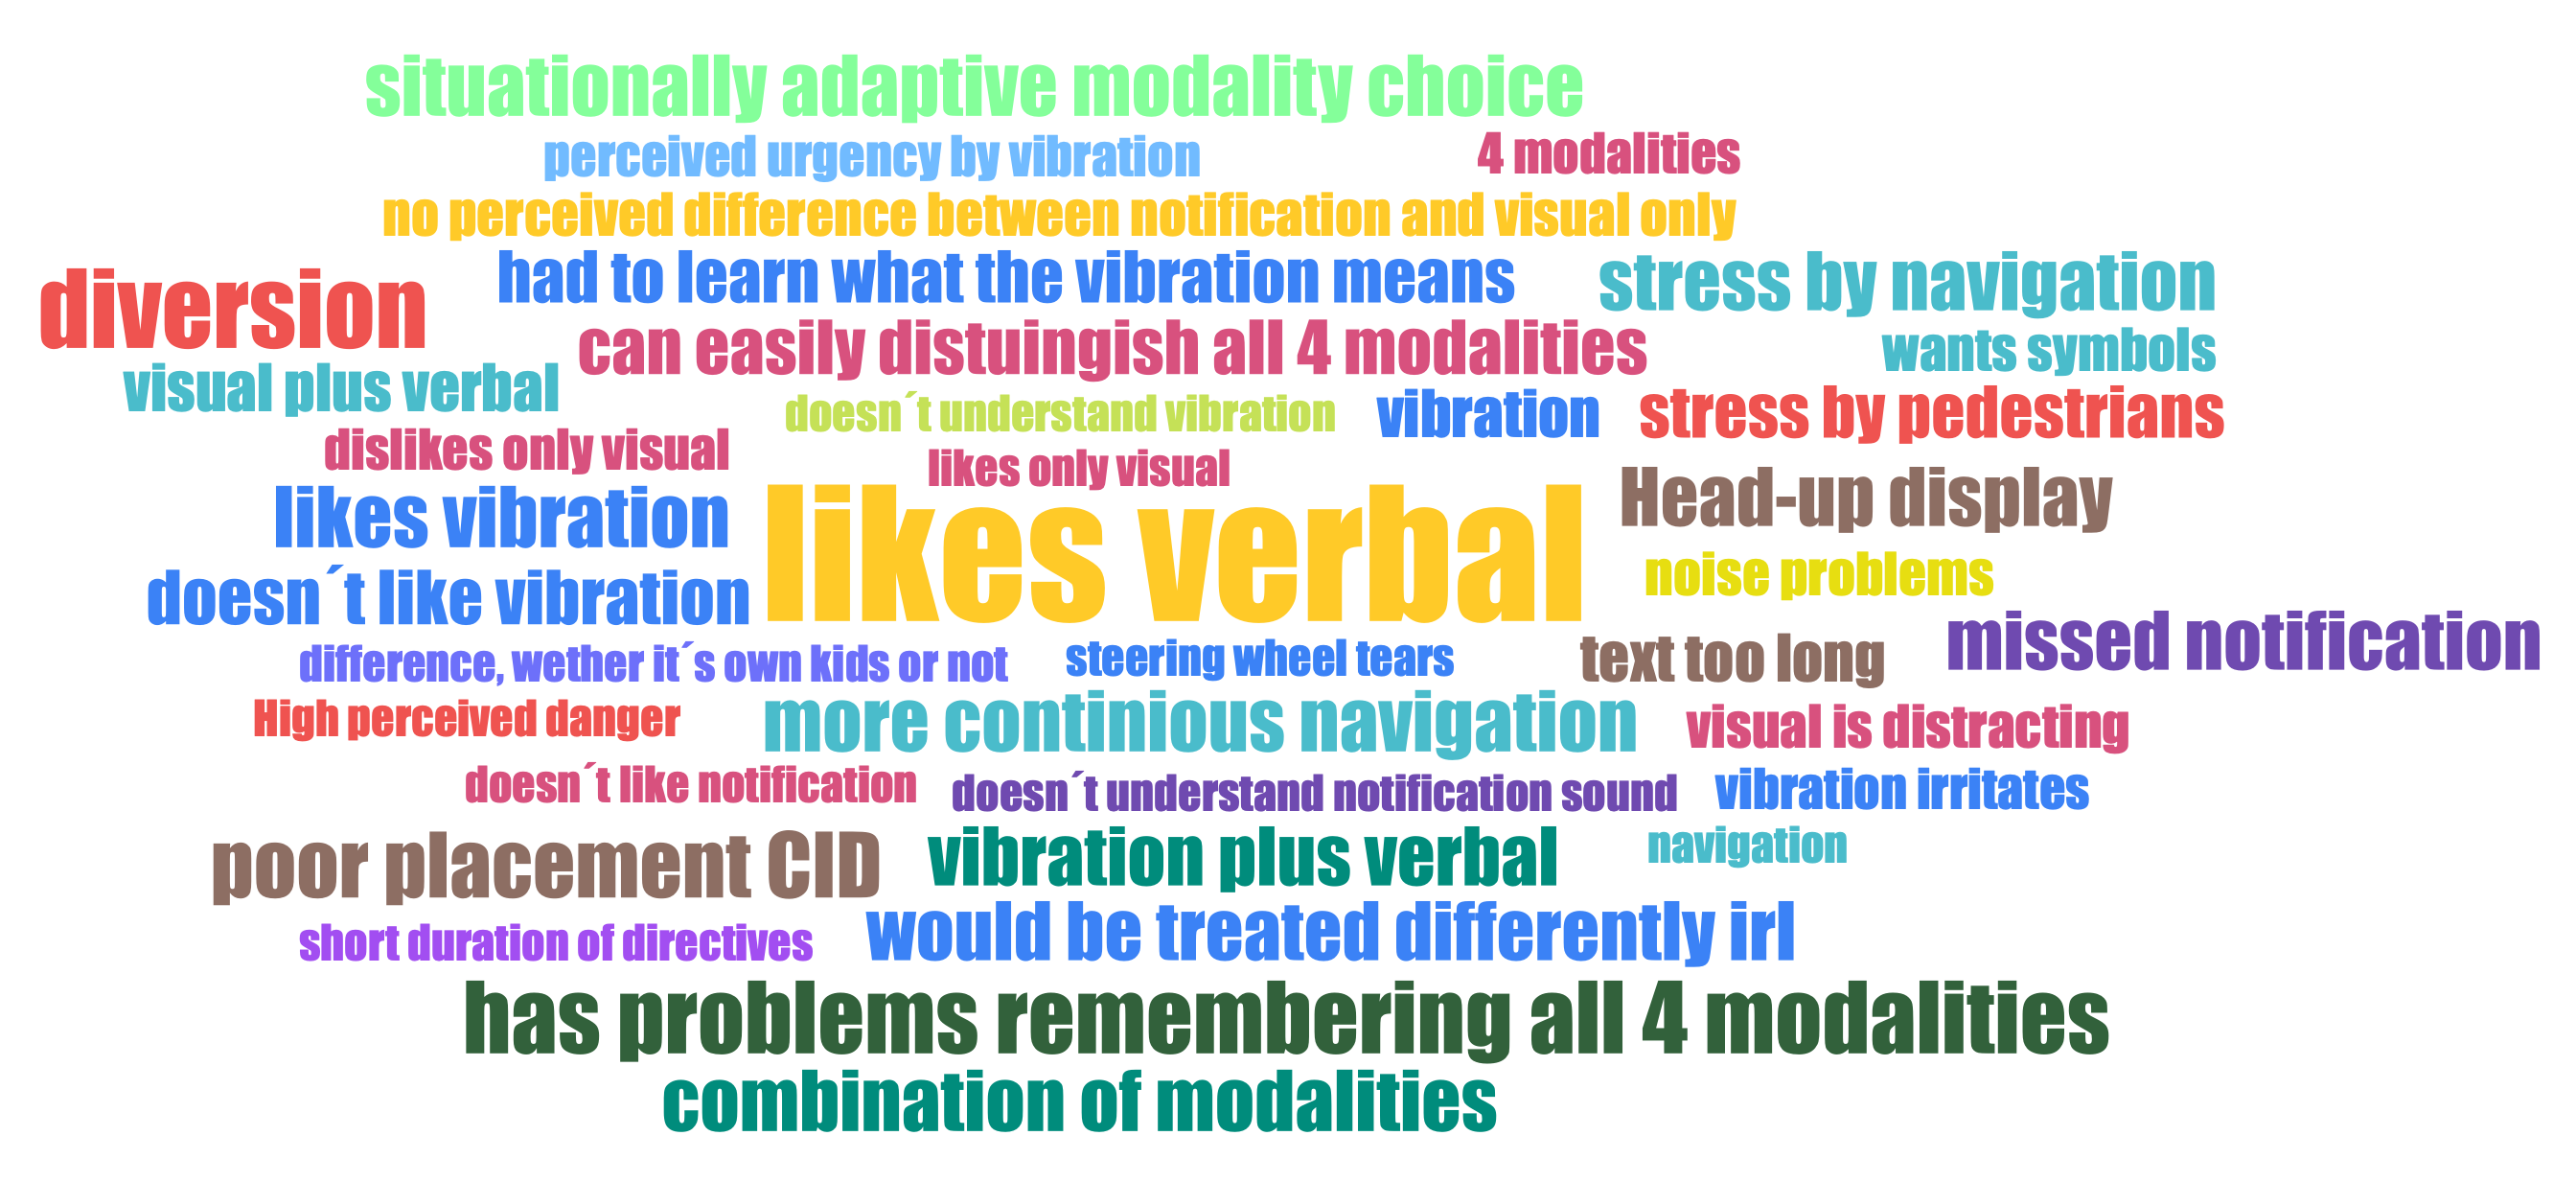 situationally adaptive modality choice
perceived urgency by vibration
4 modalities
no perceived difference between notification and visual only
had to learn what the vibration means
stress by navigation
diversion
can easily distuingish all 4 modalities
wants symbols
visual plus verbal
doesn´t understand vibration
vibration
stress by pedestrians
dislikes only visual
likes only visual
likes vibration
likes verbal
Head-up display
doesn´t like vibration
noise problems
missed notification
difference, wether it´s own kids or not
steering wheel tears
text too long
High perceived danger
more continious navigation
visual is distracting
doesn´t like notification
doesn´t understand notification sound
vibration irritates
poor placement CID
vibration plus verbal
navigation
short duration of directives
would be treated differently irl
has problems remembering all 4 modalities
combination of modalities